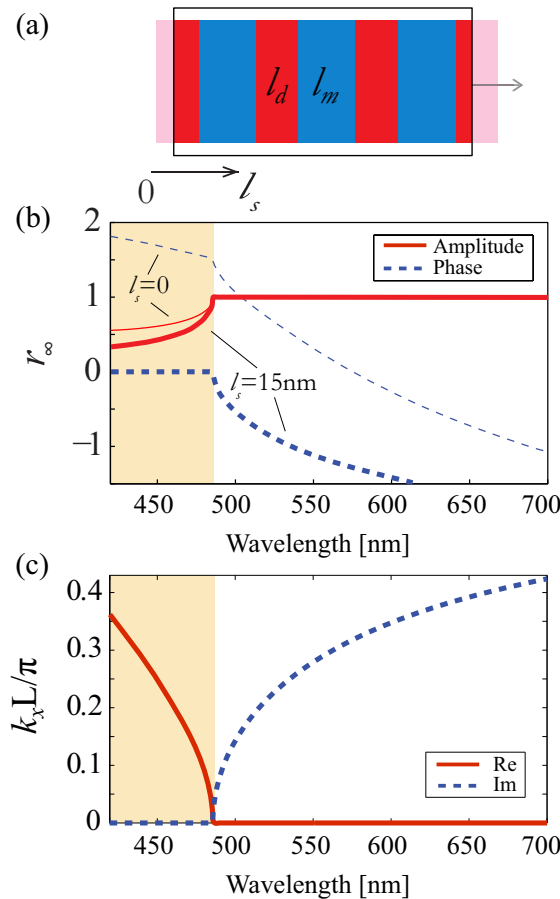 (a)
l_d l_m
0 l_s
(b)
2
1
0
−1
r_∞
Amplitude
Phase
l_s=0
l_s=15nm
450 500 550 600 650 700
Wavelength [nm]
(c)
0.4
0.3
0.2
0.1
0
k_xL/π
Re
Im
450 500 550 600 650 700
Wavelength [nm]